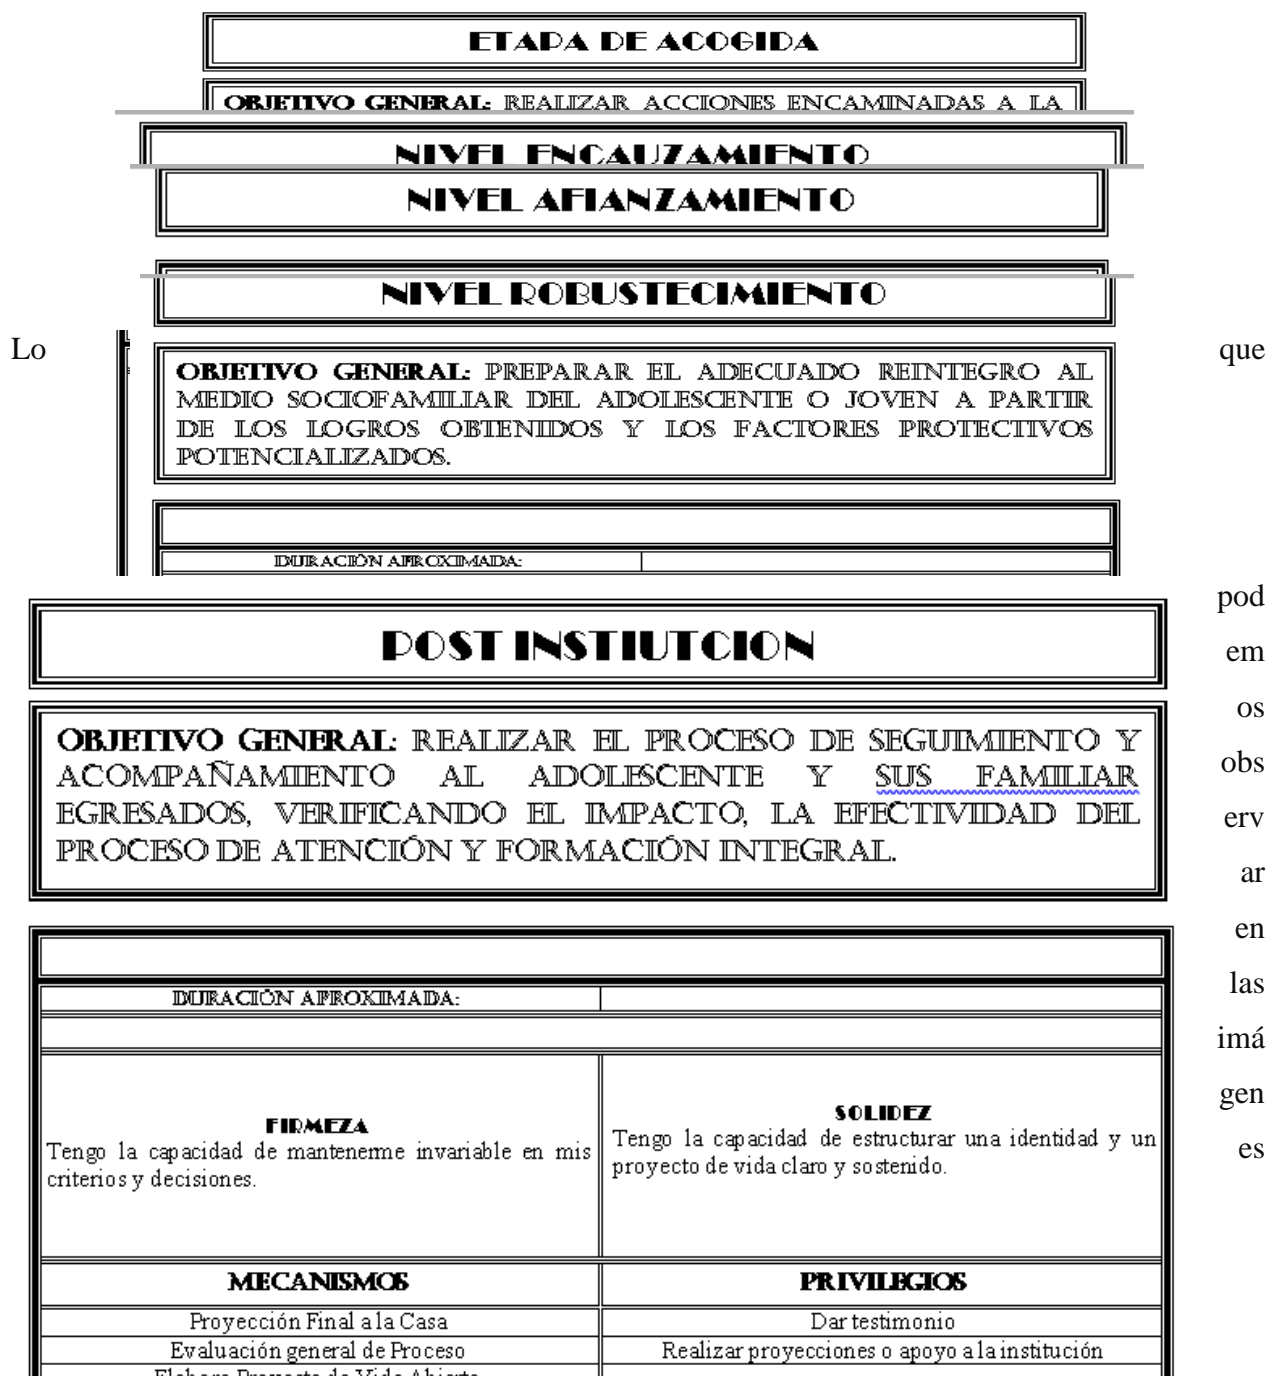 ETAPA DE ACOGIDA
OBJETIVO GENERAL: REALIZAR ACCIONES ENCAMINADAS A LA
NIVEL ENCAUZAMIENTO
NIVEL AFIANZAMIENTO
NIVEL ROBUSTECIMIENTO
Lo que
OBJETIVO GENERAL: PREPARAR EL ADECUADO REINTEGRO AL
MEDIO SOCIOFAMILIAR DEL ADOLESCENTE O JOVEN A PARTIR
DE LOS LOGROS OBTENIDOS Y LOS FACTORES PROTECTIVOS
POTENCIALIZADOS.
DURACIÓN APROXIMADA:
pod
em
os
obs
erv
ar
en
las
imá
gen
es
POST INSTIUTCION
OBJETIVO GENERAL: REALIZAR EL PROCESO DE SEGUIMIENTO Y
ACOMPAÑAMIENTO AL ADOLESCENTE Y SUS FAMILIAR
EGRESADOS, VERIFICANDO EL IMPACTO, LA EFECTIVIDAD DEL
PROCESO DE ATENCIÓN Y FORMACIÓN INTEGRAL.
DURACIÓN APROXIMADA:
FIRMEZA
Tengo la capacidad de mantenerme invariable en mis
criterios y decisiones.
SOLIDEZ
Tengo la capacidad de estructurar una identidad y un
proyecto de vida claro y sostenido.
MECANISMOS PRIVILEGIOS
Proyección Final a la Casa Dar testimonio
Evaluación general de Proceso Realizar proyecciones o apoyo a la institución
Elabora Proyecto de Vida Abierto